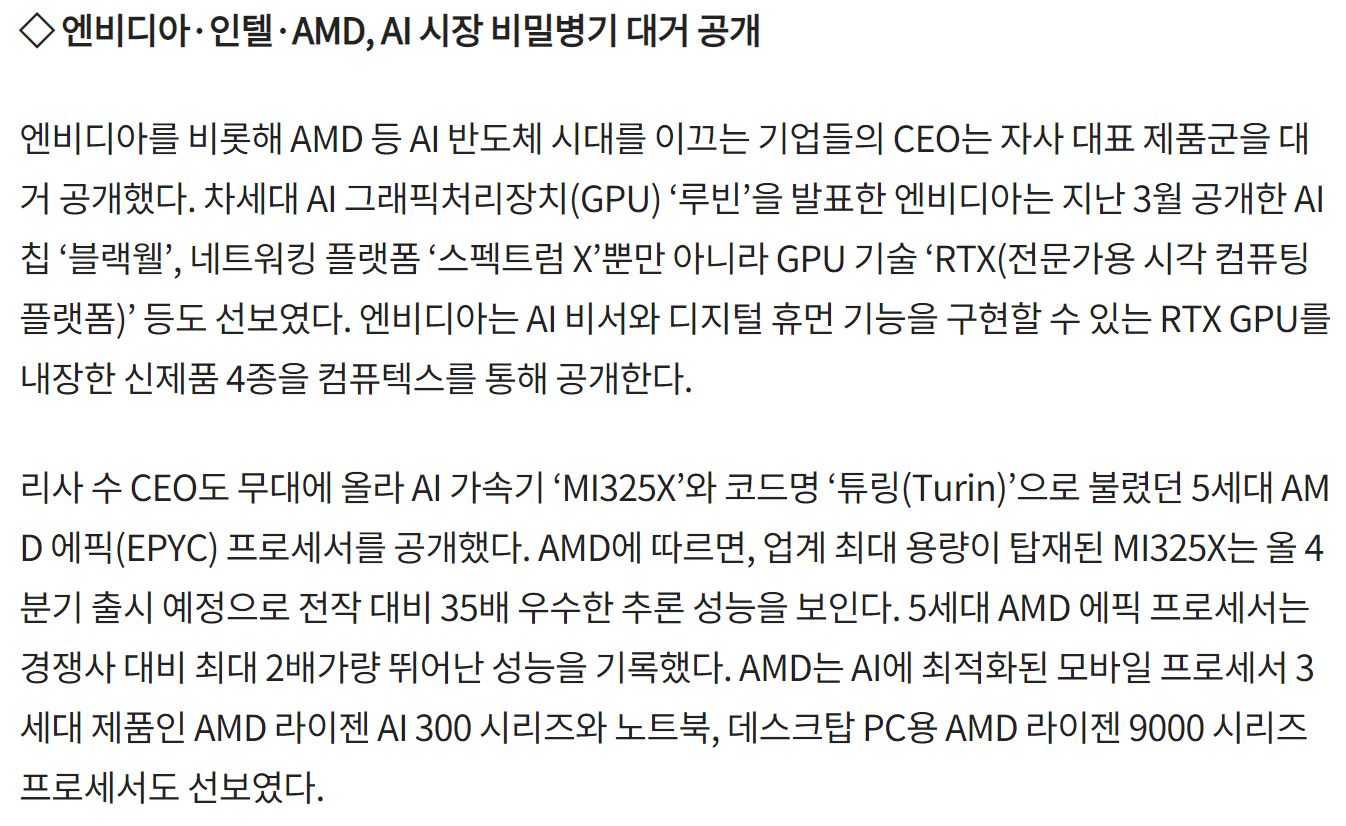 ◇ 엔비디아·인텔·AMD, AI 시장 비밀병기 대거 공개
엔비디아를 비롯해 AMD 등 AI 반도체 시대를 이끄는 기업들의 CEO는 자사 대표 제품군을 대
거 공개했다. 차세대 AI 그래픽처리장치(GPU) ‘루빈’을 발표한 엔비디아는 지난 3월 공개한 AI
칩 ‘블랙웰’, 네트워킹 플랫폼 ‘스펙트럼 X’뿐만 아니라 GPU 기술 ‘RTX(전문가용 시각 컴퓨팅
플랫폼)’ 등도 선보였다. 엔비디아는 AI 비서와 디지털 휴먼 기능을 구현할 수 있는 RTX GPU를
내장한 신제품 4종을 컴퓨텍스를 통해 공개한다.
리사 수 CEO도 무대에 올라 AI 가속기 ‘MI325X’와 코드명 ‘튜링(Turin)’으로 불렸던 5세대 AM
D 에픽(EPYC) 프로세서를 공개했다. AMD에 따르면, 업계 최대 용량이 탑재된 MI325X는 올 4
분기 출시 예정으로 전작 대비 35배 우수한 추론 성능을 보인다. 5세대 AMD 에픽 프로세서는
경쟁사 대비 최대 2배가량 뛰어난 성능을 기록했다. AMD는 AI에 최적화된 모바일 프로세서 3
세대 제품인 AMD 라이젠 AI 300 시리즈와 노트북, 데스크탑 PC용 AMD 라이젠 9000 시리즈
프로세서도 선보였다.